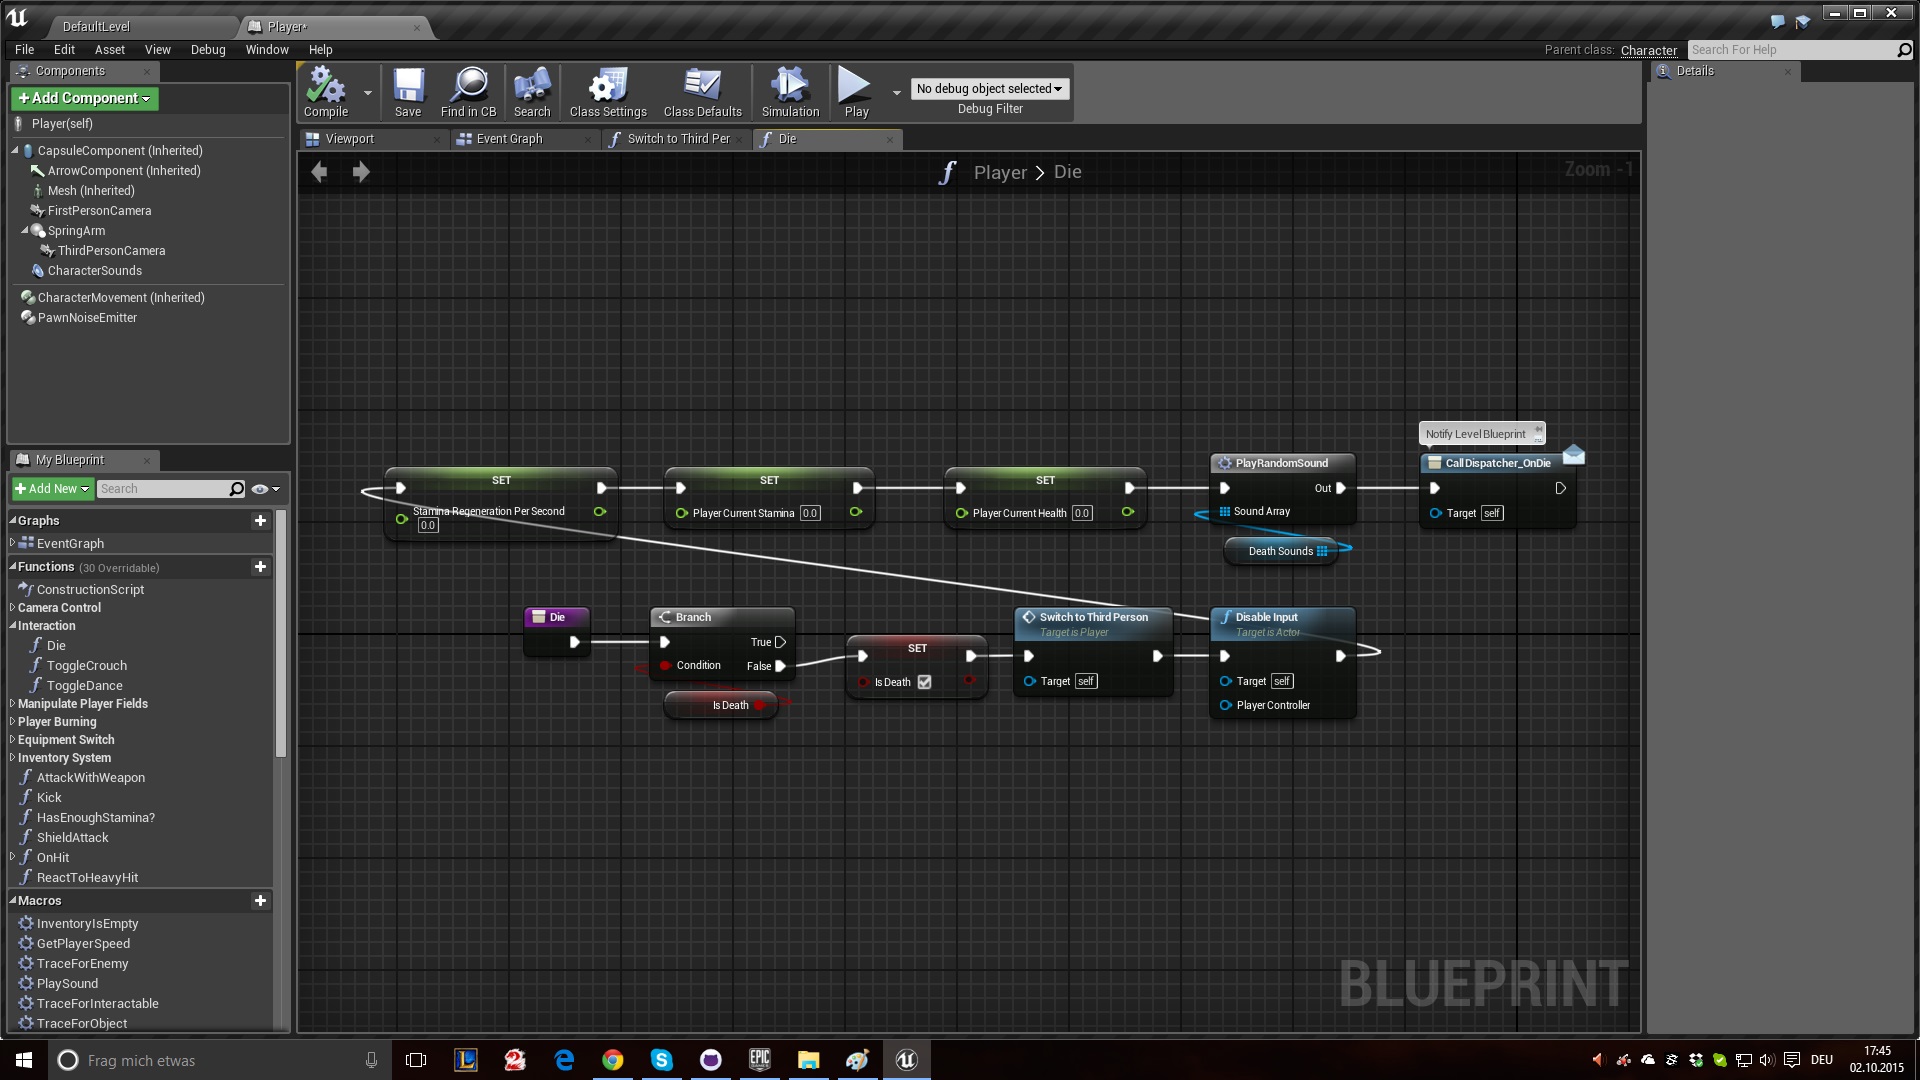 DefaultLevel
Player*
File Edit Asset View Debug Window Help
Parent class: Character
Search For Help
Components
Details
+Add Component
Player(self)
CapsuleComponent (Inherited)
ArrowComponent (Inherited)
Mesh (Inherited)
FirstPersonCamera
SpringArm
ThirdPersonCamera
CharacterSounds
CharacterMovement (Inherited)
PawnNoiseEmitter
Compile
Save
Find in CB
Search
Class Settings
Class Defaults
Simulation
Play
No debug object selected
Debug Filter
Viewport
Event Graph
Switch to Third Per
Die
Player > Die
Zoom -1
My Blueprint
+Add New
Search
Graphs
EventGraph
Functions (30 Overridable)
ConstructionScript
Camera Control
Interaction
Die
ToggleCrouch
ToggleDance
Manipulate Player Fields
Player Burning
Equipment Switch
Inventory System
AttackWithWeapon
Kick
HasEnoughStamina?
ShieldAttack
OnHit
ReactToHeavyHit
Macros
InventoryIsEmpty
GetPlayerSpeed
TraceForEnemy
PlaySound
TraceForInteractable
TraceForObject
SET
Stamina Regeneration Per Second
0.0
SET
Player Current Stamina 0.0
SET
Player Current Health 0.0
PlayRandomSound
Out
Sound Array
Death Sounds
Notify Level Blueprint
Call Dispatcher_OnDie
Target self
Die
Branch
True
Condition False
Is Death
SET
Is Death
Switch to Third Person
Target is Player
Target self
Disable Input
Target is Actor
Target self
Player Controller
BLUEPRINT
Frag mich etwas
EPIC
GAMES
DEU
17:45
02.10.2015